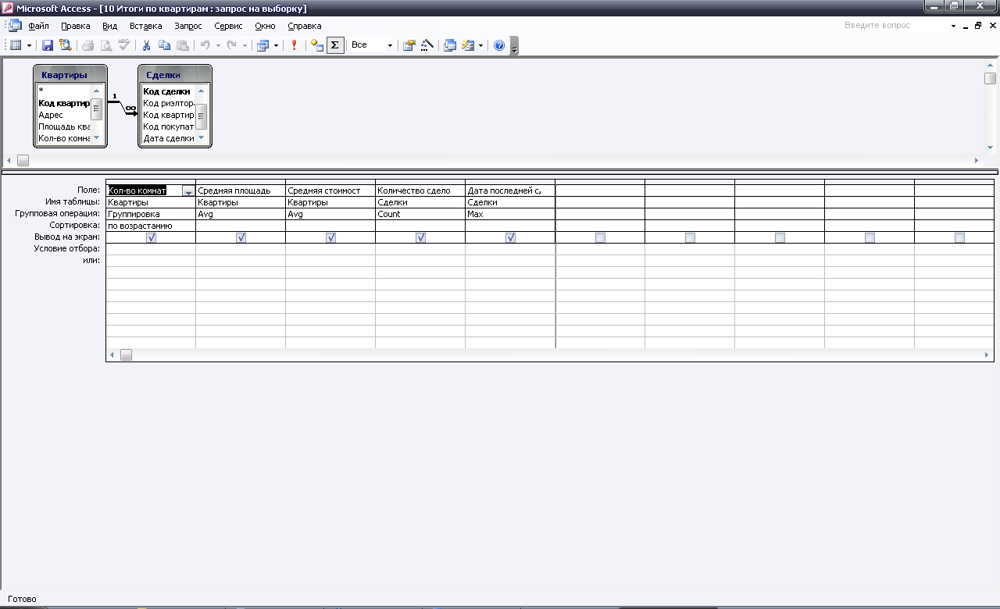 Microsoft Access - [10 Итоги по квартирам : запрос на выборку]
Файл Правка Вид Вставка Запрос Сервис Окно Справка Введите вопрос
ABC Σ Все
Квартиры Сделки
* Код сделки
Код квартир Код риэлтор
Адрес Код квартир
Площадь ква Код покупат
Кол-во комна Дата сделки
1 ∞
Поле: Кол-во комнат Средняя площадь Средняя стоимост Количество сдело Дата последней с,
Имя таблицы: Квартиры Квартиры Квартиры Сделки Сделки
Групповая операция: Группировка Avg Avg Count Max
Сортировка: по возрастанию
Вывод на экран:
Условие отбора:
или:
Готово